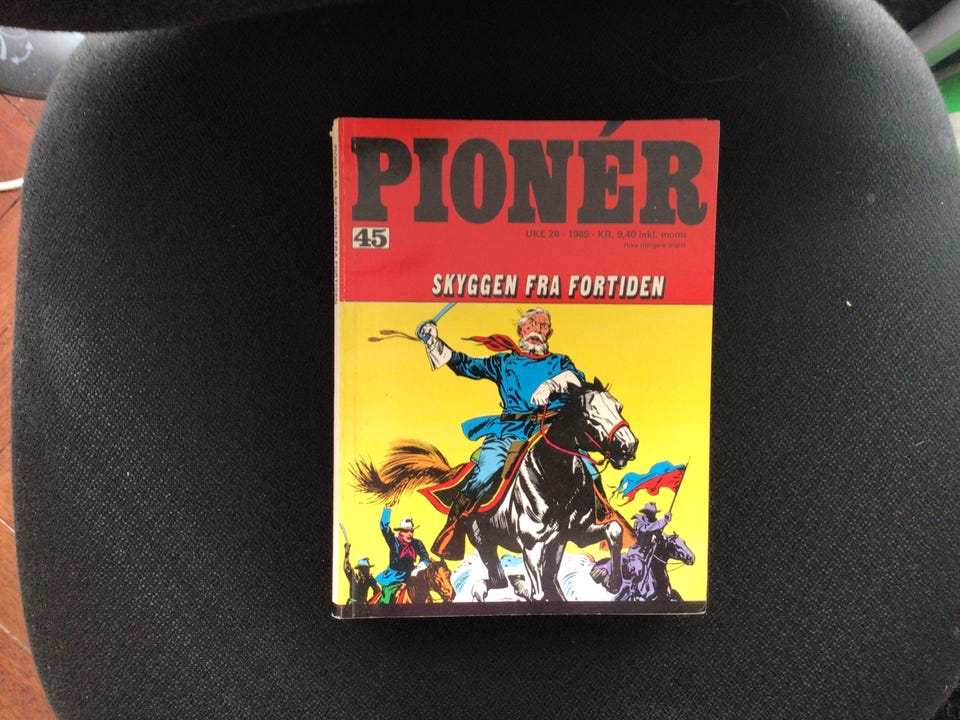 PIONÉR
45
UKE 28 - 1985 - KR. 9,40 inkl. moms
SKYGGEN FRA FORTIDEN